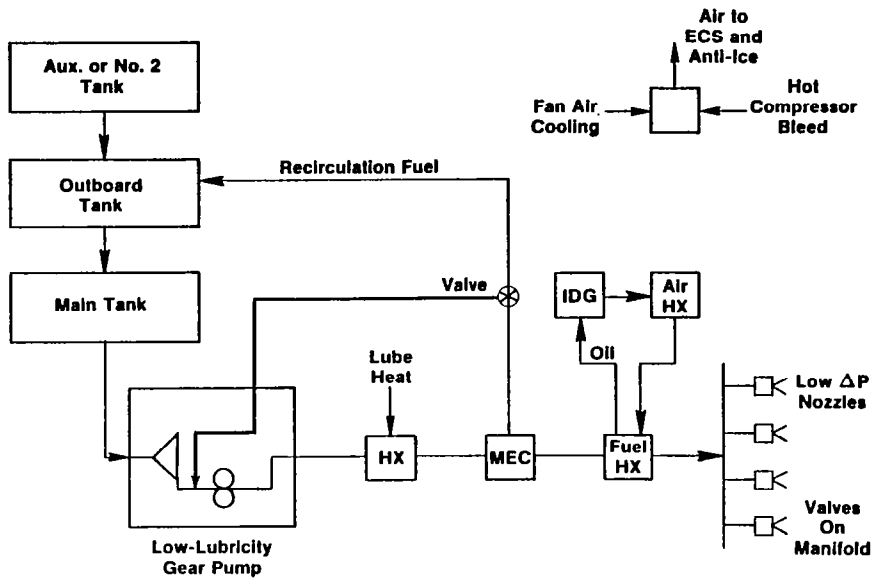 Aux. or No. 2
Tank
Outboard
Tank
Main Tank
Recirculation Fuel
Valve
Air to
ECS and
Anti-Ice
Fan Air
Cooling
Hot
Compressor
Bleed
IDG
Air
HX
Oil
Lube
Heat
HX
MEC
Fuel
HX
Low ΔP
Nozzles
Valves
On
Manifold
Low-Lubricity
Gear Pump